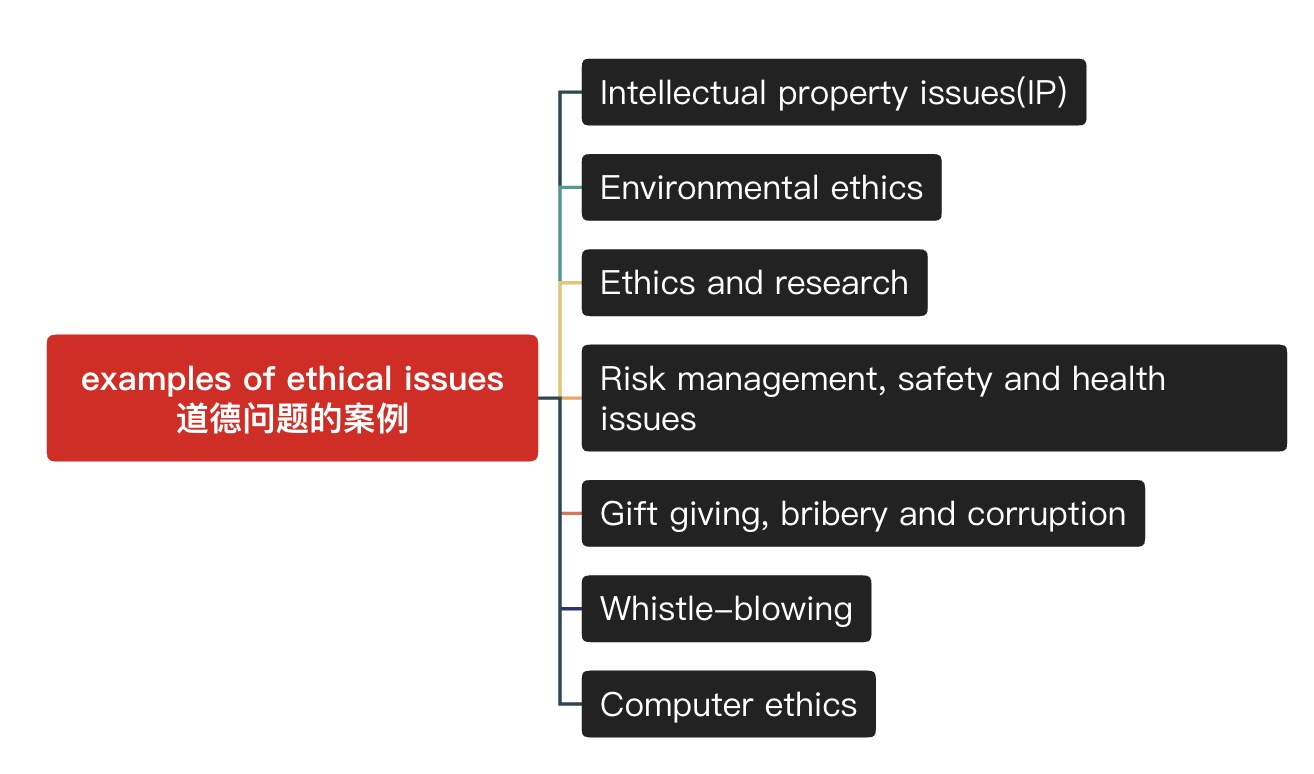 Intellectual property issues(IP)
Environmental ethics
Ethics and research
examples of ethical issues
道德问题的案例
Risk management, safety and health
issues
Gift giving, bribery and corruption
Whistle-blowing
Computer ethics